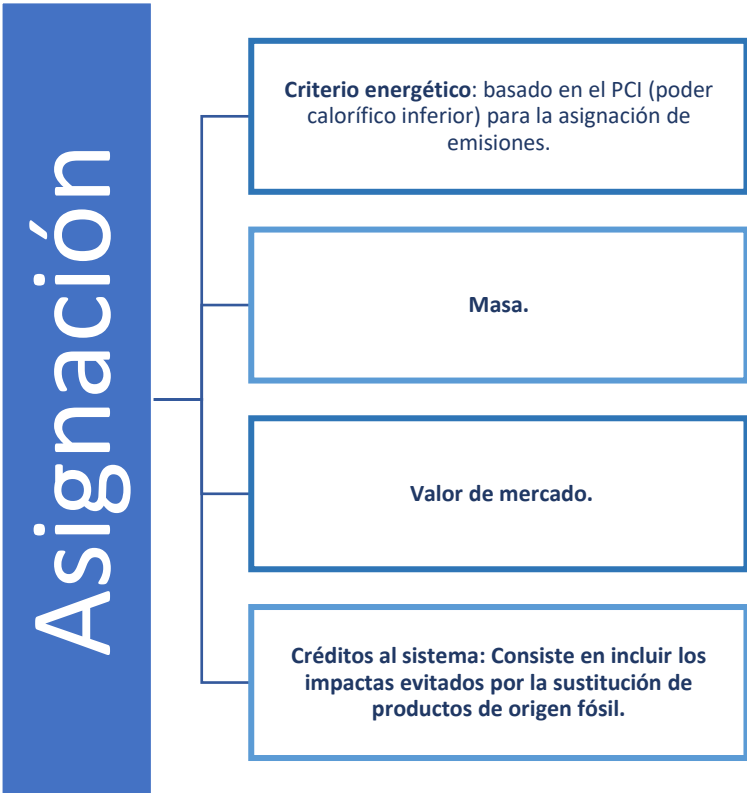 Asignación
Criterio energético: basado en el PCI (poder
calorífico inferior) para la asignación de
emisiones.
Masa.
Valor de mercado.
Créditos al sistema: Consiste en incluir los
impactas evitados por la sustitución de
productos de origen fósil.